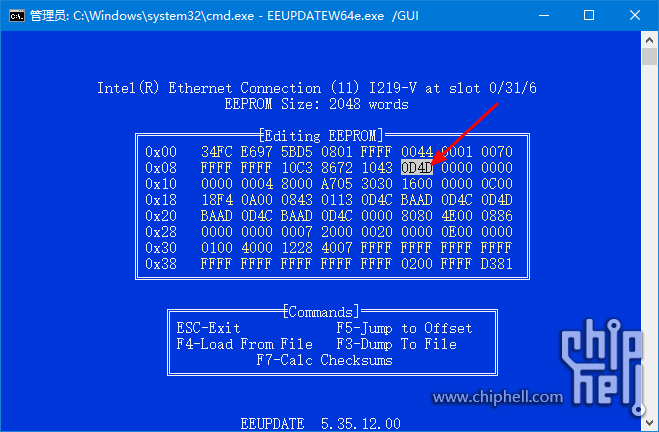 管理员: C:\Windows\system32\cmd.exe - EEUPDATEW64e.exe /GUI
Intel(R) Ethernet Connection (11) I219-V at slot 0/31/6
EEPROM Size: 2048 words
[Editing EEPROM]
0x00 34FC E697 5BD5 0801 FFFF 0044 0001 0070
0x08 FFFF FFFF 10C3 8672 1043 0D4D 0000 0000
0x10 0000 0004 8000 A705 3030 1600 0000 0C00
0x18 18F4 0A00 0843 0113 0D4C BAAD 0D4C 0D4D
0x20 BAAD 0D4C BAAD 0D4C 0000 8080 4E00 0886
0x28 0000 0000 0007 2000 0020 0000 0E00 0000
0x30 0100 4000 1228 4007 FFFF FFFF FFFF FFFF
0x38 FFFF FFFF FFFF FFFF FFFF 0200 FFFF D381
[Commands]
ESC-Exit F5-Jump to Offset
F4-Load From File F3-Dump To File
F7-Calc Checksums
chip
hell
www.chiphell.com
EEUPDATE 5.35.12.00